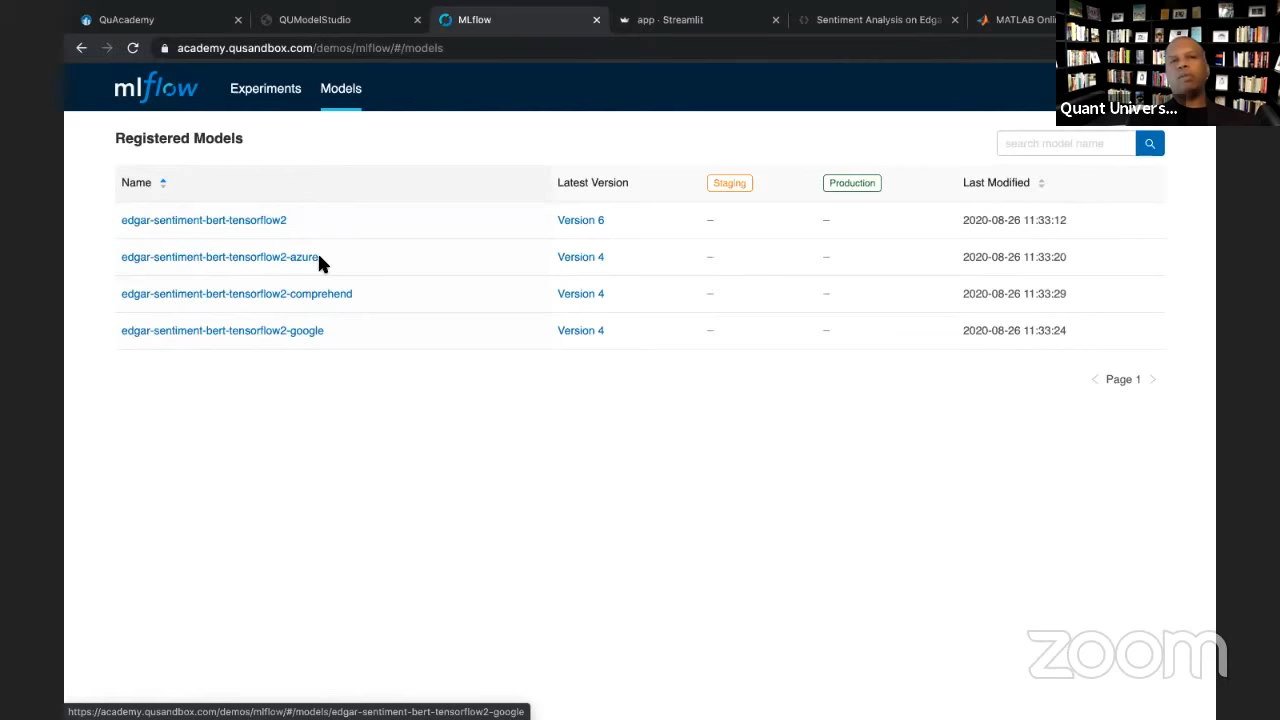 QuAcademy
QUModelStudio
MLflow
app · Streamlit
Sentiment Analysis on Edga
MATLAB Onli
academy.qusandbox.com/demos/mlflow/#/models
Quant Univers...
mlflow
Experiments
Models
Registered Models
search model name
Name
Latest Version
Staging
Production
Last Modified
edgar-sentiment-bert-tensorflow2
Version 6
–
–
2020-08-26 11:33:12
edgar-sentiment-bert-tensorflow2-azure
Version 4
–
–
2020-08-26 11:33:20
edgar-sentiment-bert-tensorflow2-comprehend
Version 4
–
–
2020-08-26 11:33:29
edgar-sentiment-bert-tensorflow2-google
Version 4
–
–
2020-08-26 11:33:24
Page 1
zoom
https://academy.qusandbox.com/demos/mlflow/#/models/edgar-sentiment-bert-tensorflow2-google